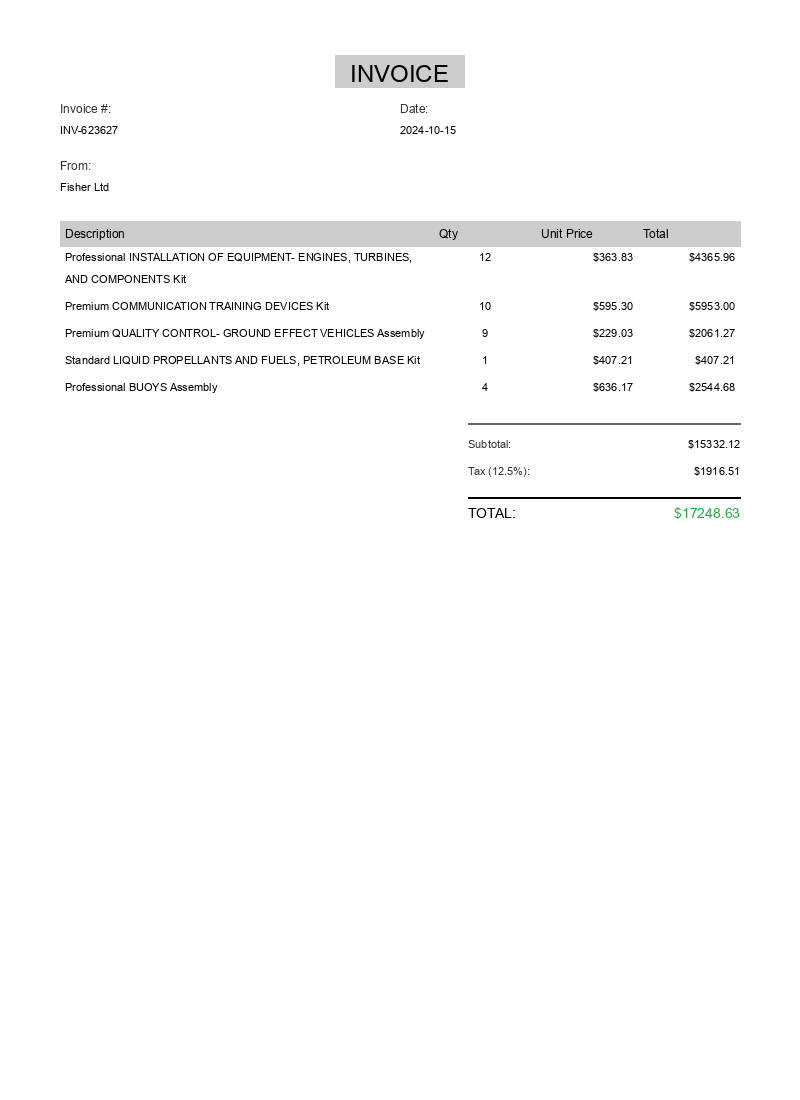 INVOICE
Invoice #: Date:
INV-623627 2024-10-15
From:
Fisher Ltd
Description Qty Unit Price Total
Professional INSTALLATION OF EQUIPMENT- ENGINES, TURBINES, 12 $363.83 $4365.96
AND COMPONENTS Kit
Premium COMMUNICATION TRAINING DEVICES Kit 10 $595.30 $5953.00
Premium QUALITY CONTROL- GROUND EFFECT VEHICLES Assembly 9 $229.03 $2061.27
Standard LIQUID PROPELLANTS AND FUELS, PETROLEUM BASE Kit 1 $407.21 $407.21
Professional BUOYS Assembly 4 $636.17 $2544.68
Subtotal: $15332.12
Tax (12.5%): $1916.51
TOTAL: $17248.63